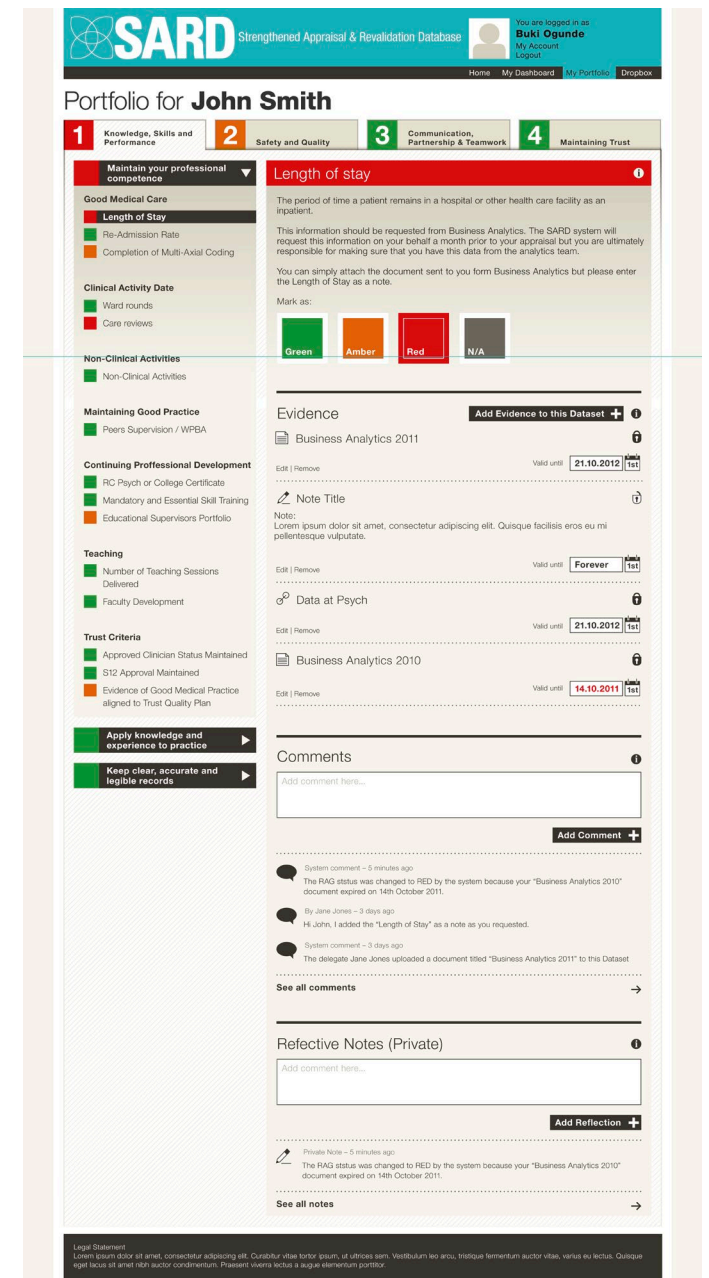 SARD Strengthened Appraisal & Revalidation Database
You are logged in as
Buki Ogunde
My Account
Logout
Home My Dashboard My Portfolio Dropbox
Portfolio for John Smith
1 Knowledge, Skills and
Performance
2 Safety and Quality
3 Communication,
Partnership & Teamwork
4 Maintaining Trust
Maintain your professional
competence
Good Medical Care
Length of Stay
Re-Admission Rate
Completion of Multi-Axial Coding
Clinical Activity Date
Ward rounds
Care reviews
Non-Clinical Activities
Non-Clinical Activities
Maintaining Good Practice
Peers Supervision / WPBA
Continuing Proffessional Development
RC Psych or College Certificate
Mandatory and Essential Skill Training
Educational Supervisors Portfolio
Teaching
Number of Teaching Sessions
Delivered
Faculty Development
Trust Criteria
Approved Clinician Status Maintained
S12 Approval Maintained
Evidence of Good Medical Practice
aligned to Trust Quality Plan
Apply knowledge and
experience to practice
Keep clear, accurate and
legible records
Length of stay
The period of time a patient remains in a hospital or other health care facility as an
inpatient.
This information should be requested from Business Analytics. The SARD system will
request this information on your behalf a month prior to your appraisal but you are ultimately
responsible for making sure that you have this data from the analytics team.
You can simply attach the document sent to you form Business Analytics but please enter
the Length of Stay as a note.
Mark as:
Green Amber Red N/A
Evidence Add Evidence to this Dataset
Business Analytics 2011
Edit | Remove Valid until 21.10.2012 1st
Note Title
Note:
Lorem ipsum dolor sit amet, consectetur adipiscing elit. Quisque facilisis eros eu mi
pellentesque vulputate.
Edit | Remove Valid until Forever 1st
Data at Psych
Edit | Remove Valid until 21.10.2012 1st
Business Analytics 2010
Edit | Remove Valid until 14.10.2011 1st
Comments
Add comment here...
Add Comment
System comment – 5 minutes ago
The RAG ststus was changed to RED by the system because your "Business Analytics 2010"
document expired on 14th October 2011.
By Jane Jones – 3 days ago
Hi John, I added the "Length of Stay" as a note as you requested.
System comment – 3 days ago
The delegate Jane Jones uploaded a document titled "Business Analytics 2011" to this Dataset
See all comments
Refective Notes (Private)
Add comment here...
Add Reflection
Private Note – 5 minutes ago
The RAG ststus was changed to RED by the system because your "Business Analytics 2010"
document expired on 14th October 2011.
See all notes
Legal Statement
Lorem ipsum dolor sit amet, consectetur adipiscing elit. Curabitur vitae tortor ipsum, ut ultrices sem. Vestibulum leo arcu, tristique fermentum auctor vitae, varius eu lectus. Quisque
eget lacus sit amet nibh auctor condimentum. Praesent viverra lectus a augue elementum porttitor.